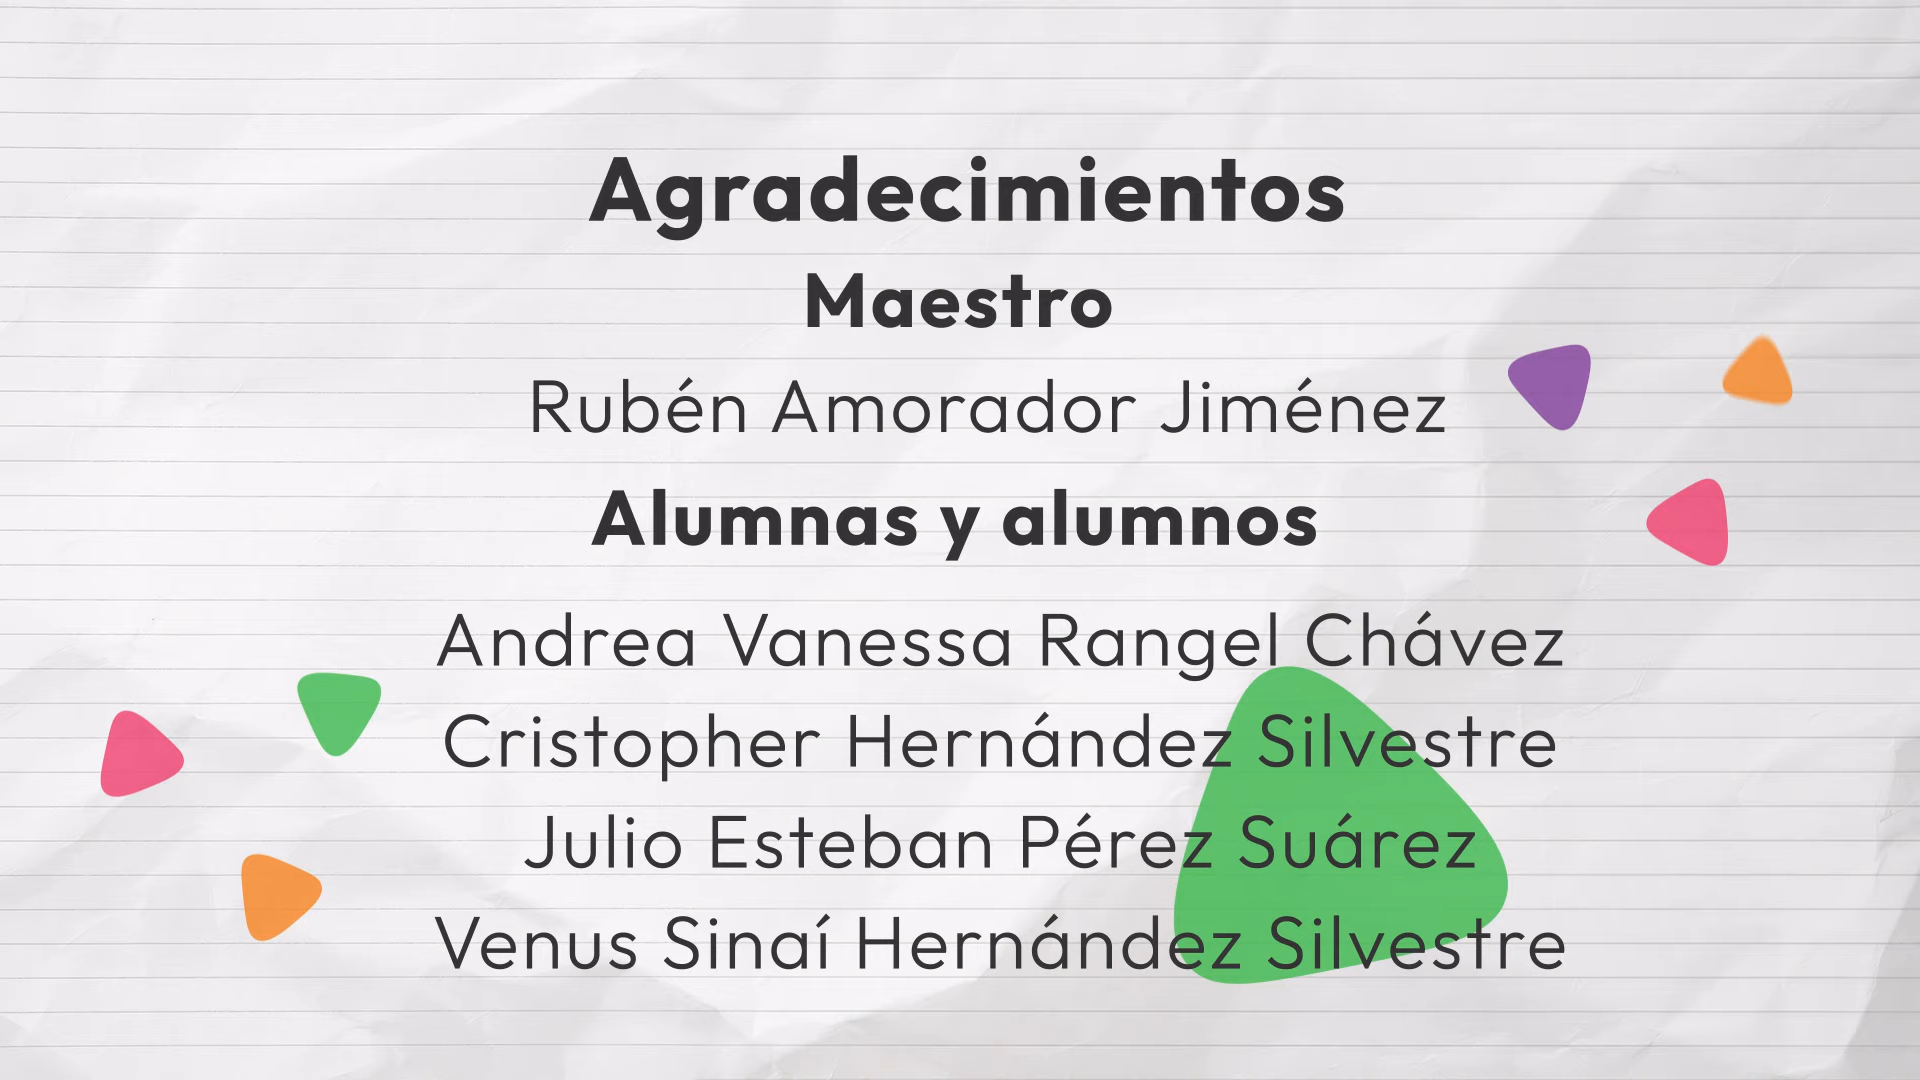 Agradecimientos
Maestro
Rubén Amorador Jiménez
Alumnas y alumnos
Andrea Vanessa Rangel Chávez
Cristopher Hernández Silvestre
Julio Esteban Pérez Suárez
Venus Sinaí Hernández Silvestre